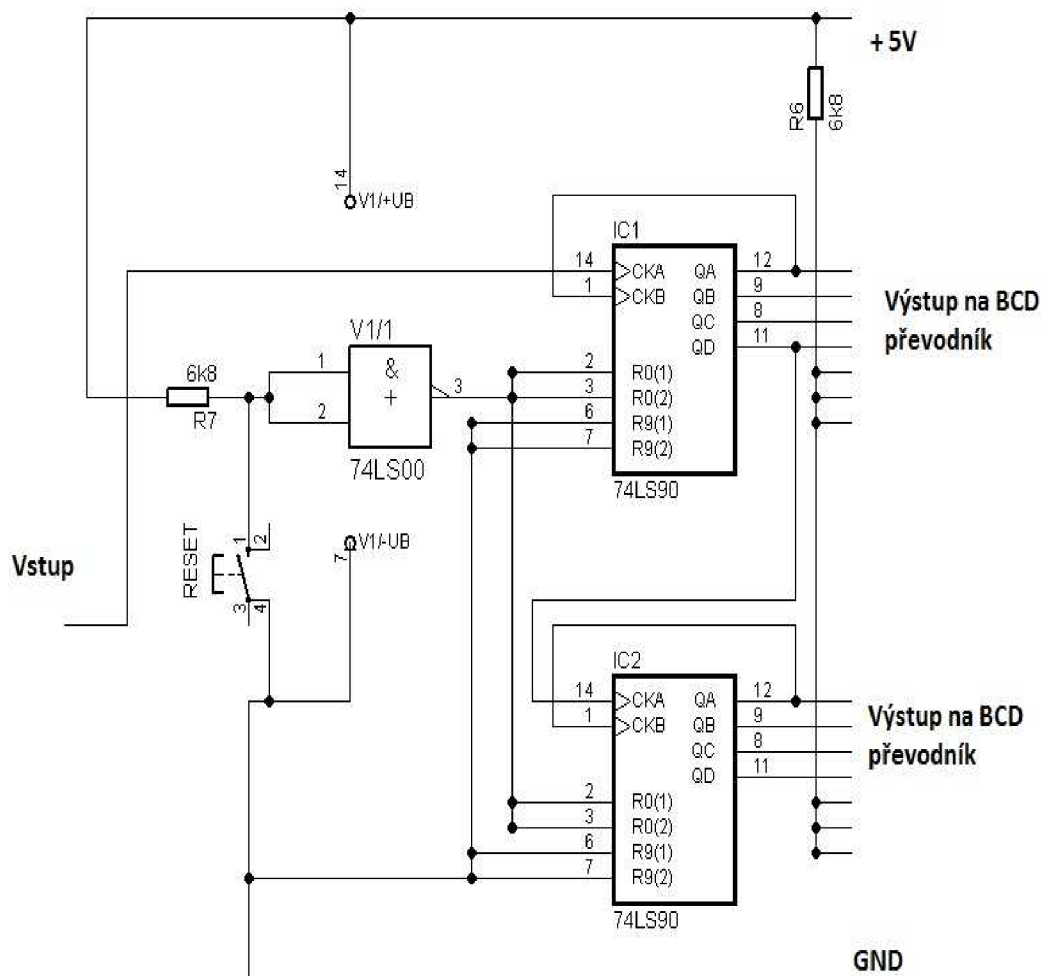 + 5V
R6
6k8
14
V1/+UB
IC1
14
CKA
QA
12
1
CKB
QB
9
QC
8
QD
11
Výstup na BCD
převodník
V1/1
1
&
2
+
3
6k8
R7
74LS00
2
R0(1)
3
R0(2)
6
R9(1)
7
R9(2)
74LS90
Vstup
RESET
1
2
3
4
V1/-UB
7
IC2
14
CKA
QA
12
1
CKB
QB
9
QC
8
QD
11
Výstup na BCD
převodník
2
R0(1)
3
R0(2)
6
R9(1)
7
R9(2)
74LS90
GND